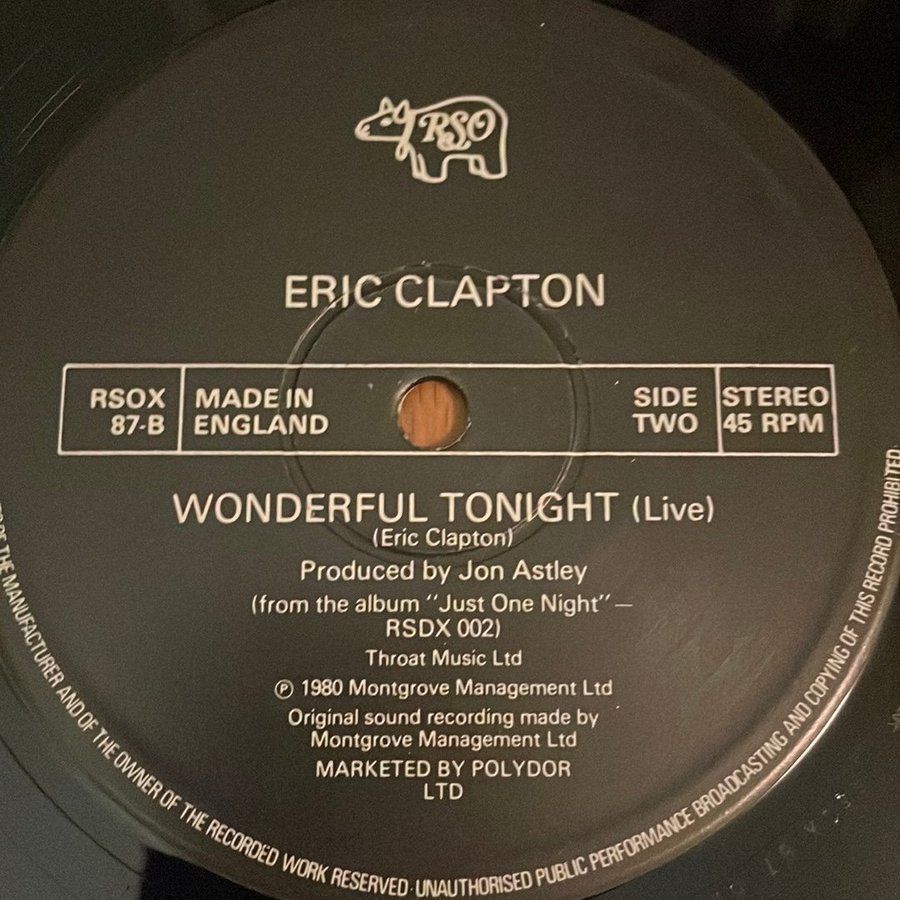 RSO
ERIC CLAPTON
RSOX
87-B
MADE IN
ENGLAND
SIDE
TWO
STEREO
45 RPM
WONDERFUL TONIGHT (Live)
(Eric Clapton)
Produced by Jon Astley
(from the album "Just One Night" —
RSDX 002)
Throat Music Ltd
Ⓟ 1980 Montgrove Management Ltd
Original sound recording made by
Montgrove Management Ltd
MARKETED BY POLYDOR
LTD
OF THE MANUFACTURER AND OF THE OWNER OF THE RECORDED WORK RESERVED · UNAUTHORISED PUBLIC PERFORMANCE BROADCASTING AND COPYING OF THIS RECORD PROHIBITED